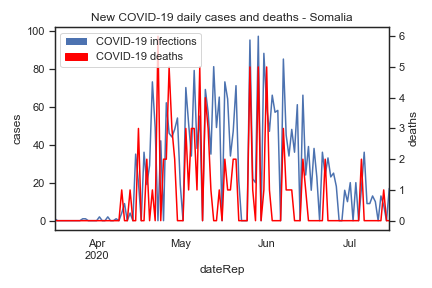 New COVID-19 daily cases and deaths - Somalia
COVID-19 infections
COVID-19 deaths
100
80
60
40
20
0
cases
6
5
4
3
2
1
0
deaths
Apr
2020
May
Jun
Jul
dateRep